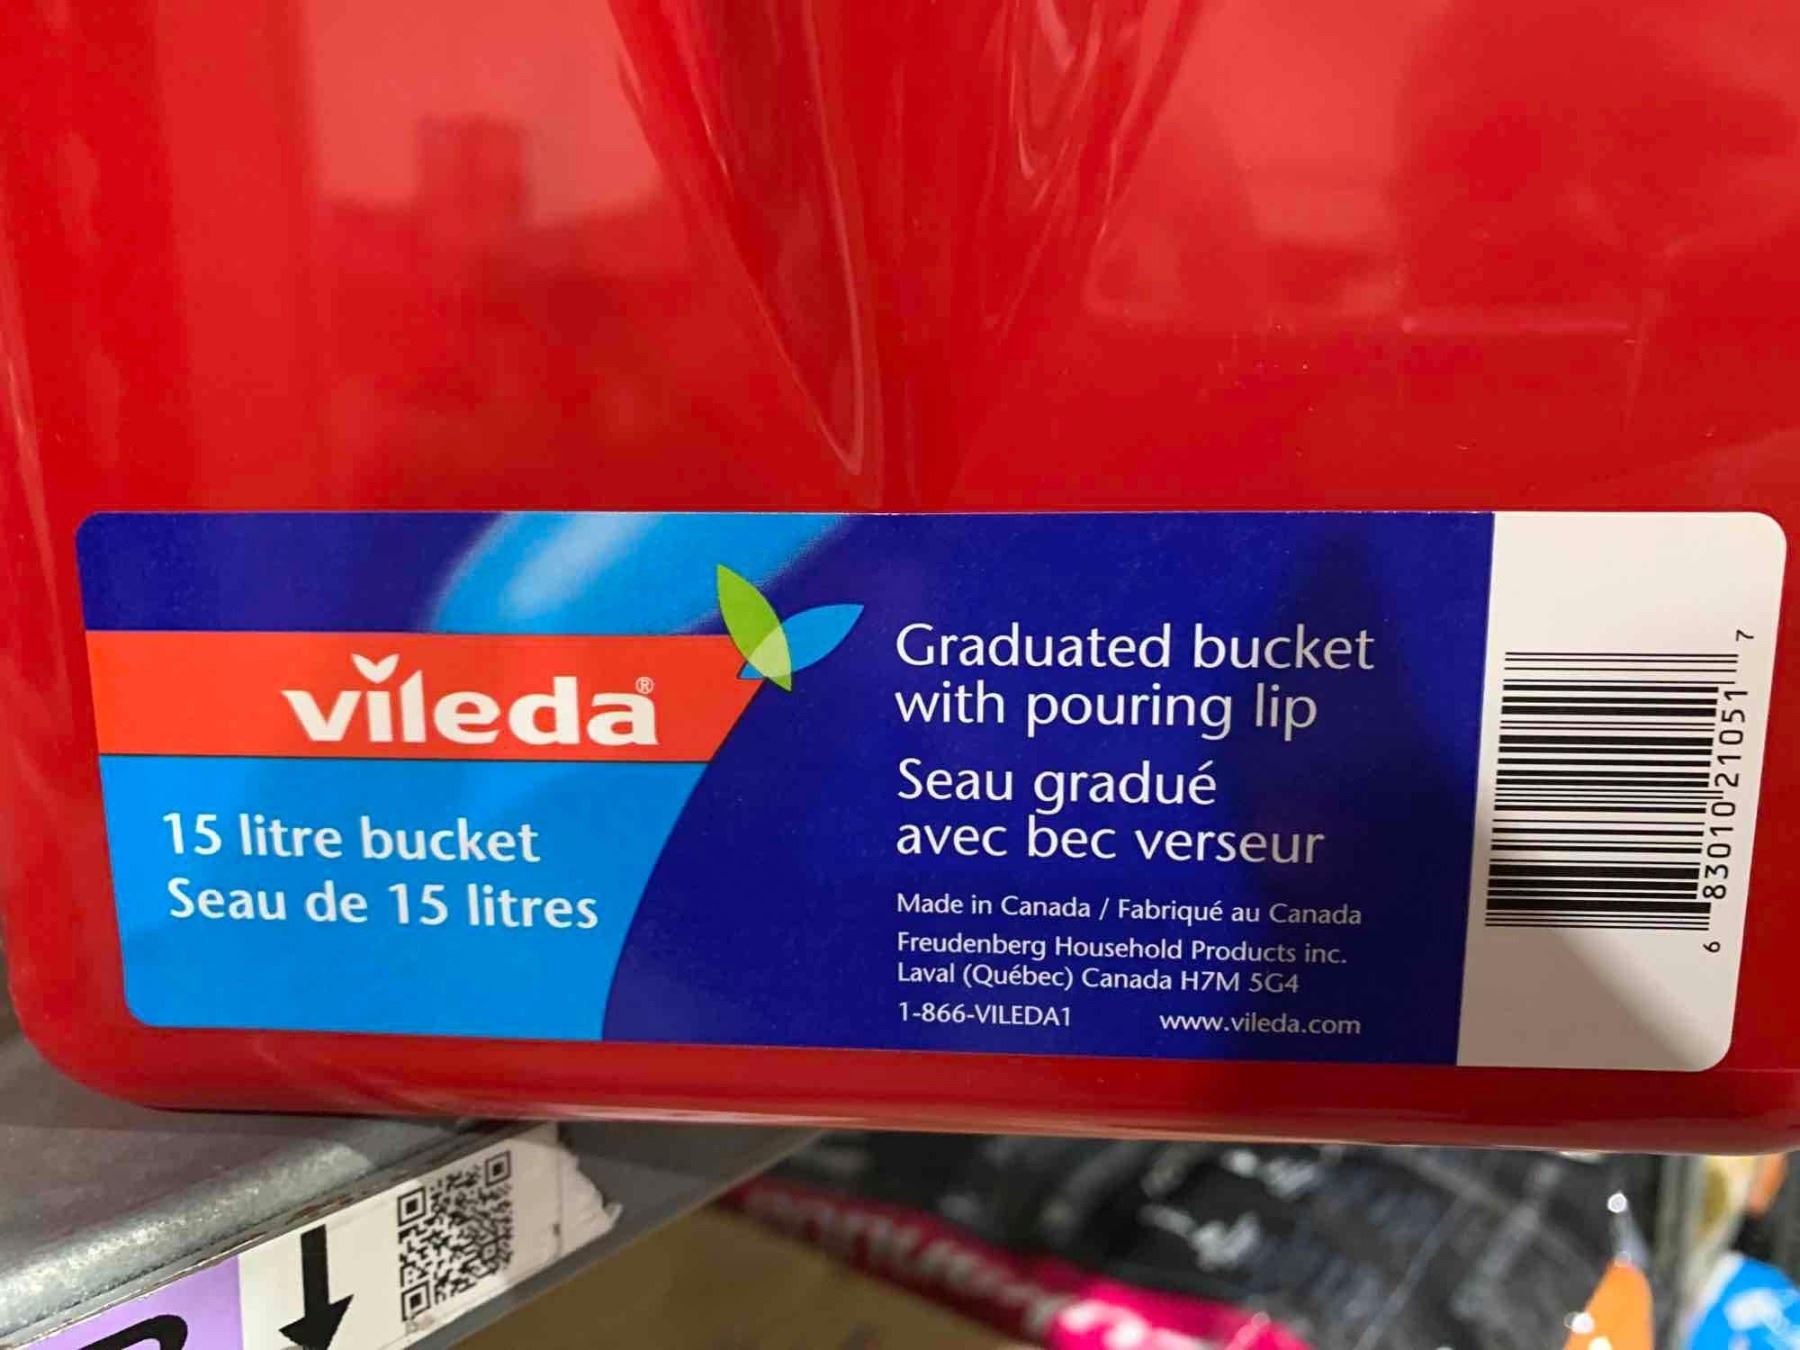 vileda®
15 litre bucket
Seau de 15 litres
Graduated bucket
with pouring lip
Seau gradué
avec bec verseur
Made in Canada / Fabriqué au Canada
Freudenberg Household Products inc.
Laval (Québec) Canada H7M 5G4
1-866-VILEDA1 www.vileda.com
6 83010 21051 7